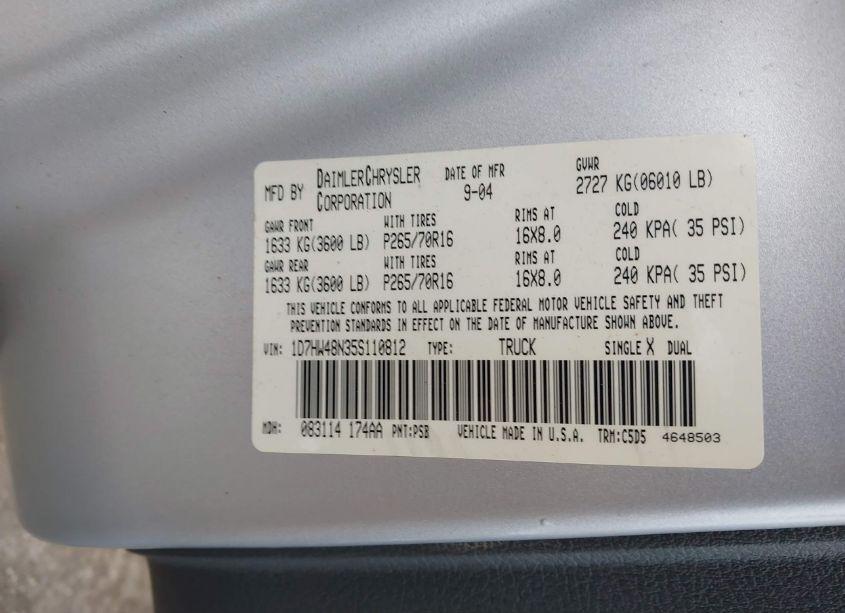 MFD BY DAIMLERCHRYSLER CORPORATION DATE OF MFR 9-04 GVWR 2727 KG(06010 LB)
GAWR FRONT WITH TIRES RIMS AT COLD
1633 KG(3600 LB) P265/70R16 16X8.0 240 KPA( 35 PSI)
GAWR REAR WITH TIRES RIMS AT COLD
1633 KG(3600 LB) P265/70R16 16X8.0 240 KPA( 35 PSI)
THIS VEHICLE CONFORMS TO ALL APPLICABLE FEDERAL MOTOR VEHICLE SAFETY AND THEFT
PREVENTION STANDARDS IN EFFECT ON THE DATE OF MANUFACTURE SHOWN ABOVE.
VIN: 1D7HW48N35S110812 TYPE: TRUCK SINGLE X DUAL
MDH: 083114 174AA PNT:PSB VEHICLE MADE IN U.S.A. TRM:C5D5 4648503